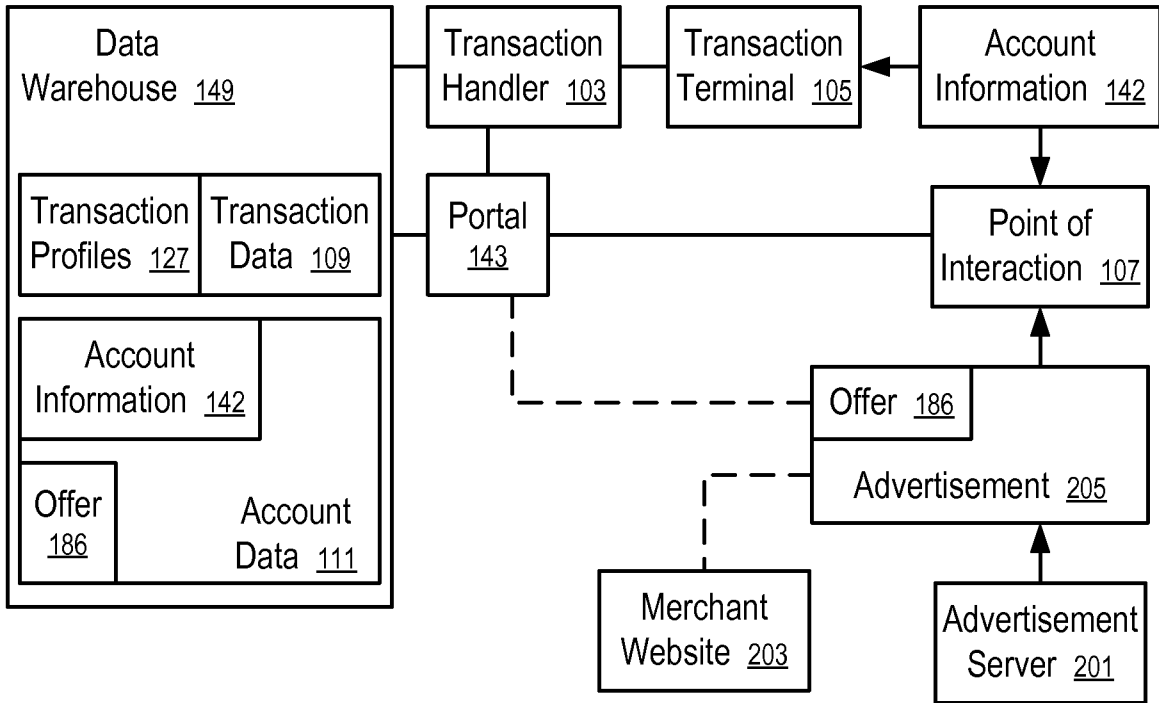 Data
Warehouse 149
Transaction
Handler 103
Transaction
Terminal 105
Account
Information 142
Transaction
Profiles 127
Transaction
Data 109
Portal
143
Point of
Interaction 107
Account
Information 142
Offer
186
Account
Data 111
Offer 186
Advertisement 205
Merchant
Website 203
Advertisement
Server 201